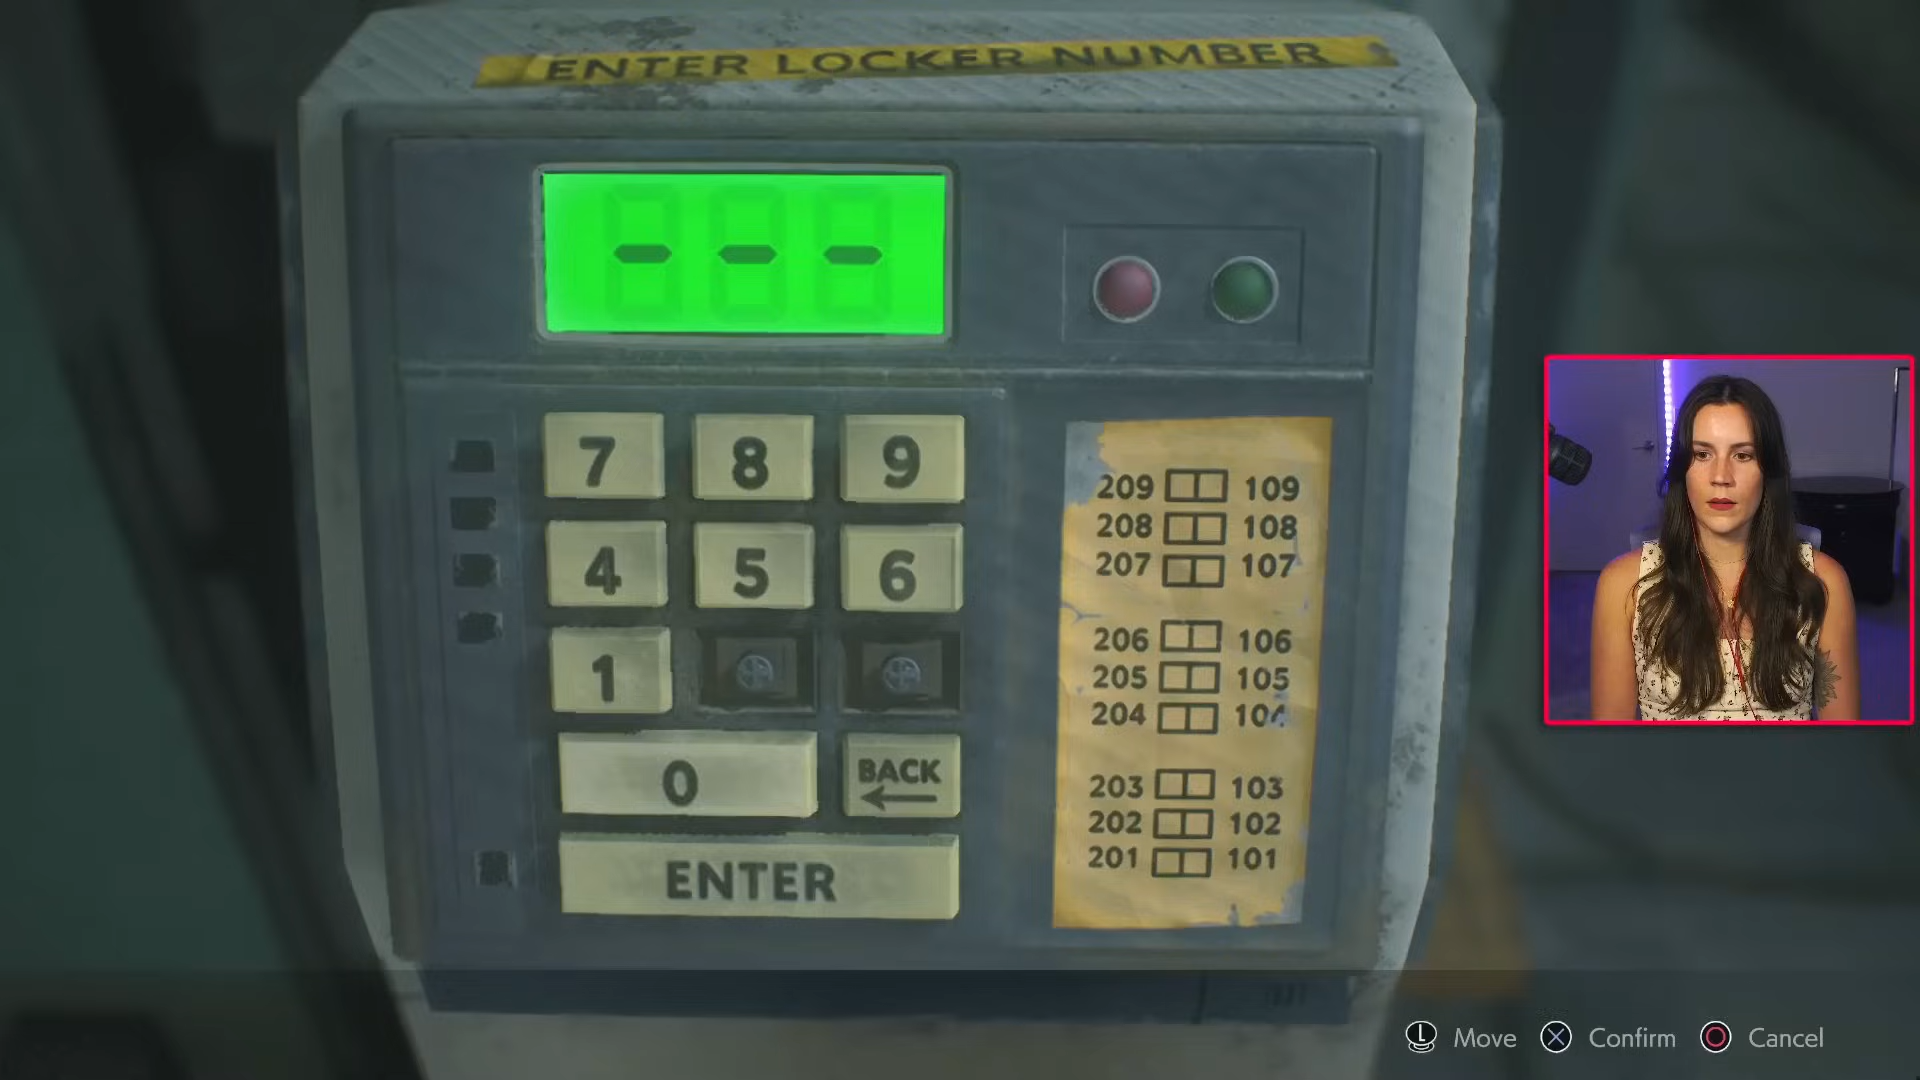 ENTER LOCKER NUMBER
---
7 8 9
4 5 6
1
0 BACK
ENTER
209 109
208 108
207 107
206 106
205 105
204 104
203 103
202 102
201 101
L Move Confirm Cancel